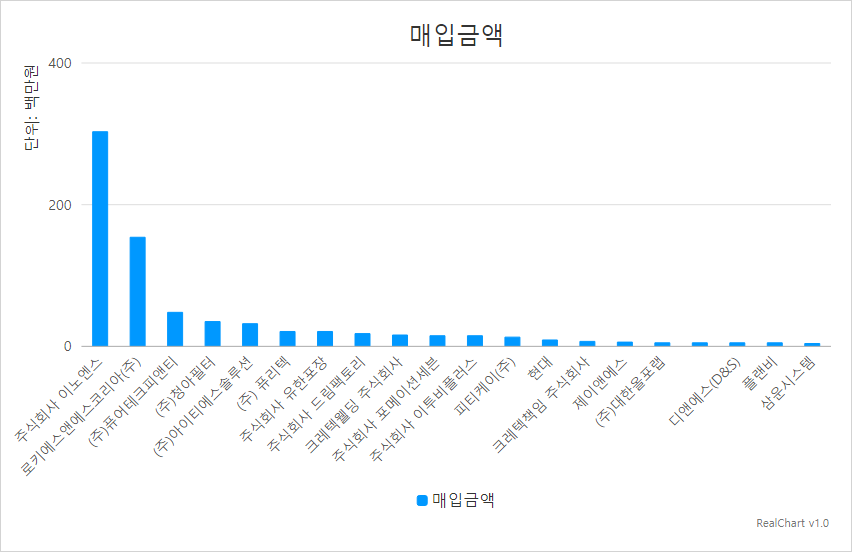 매입금액
단위: 백만원
400
200
0
주식회사 이노엔스
로키에스앤에스코리아(주)
(주)퓨어테크피앤티
(주)청아필터
(주)아이티에스솔루션
(주) 퓨리텍
주식회사 유한포장
주식회사 드림팩토리
크레텍웰딩 주식회사
주식회사 포메이션세븐
주식회사 이투비플러스
피티케이(주)
현대
크레텍책임 주식회사
제이앤에스
(주)대한올포랩
디앤에스(D&S)
플랜비
삼운시스템
매입금액
RealChart v1.0